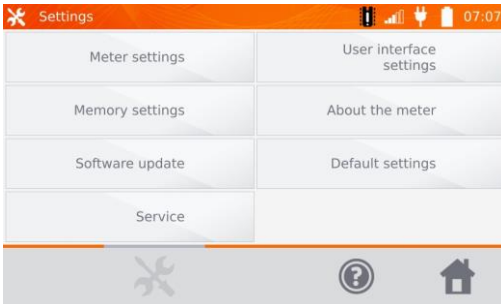 Settings
07:07
Meter settings
User interface
settings
Memory settings
About the meter
Software update
Default settings
Service
?